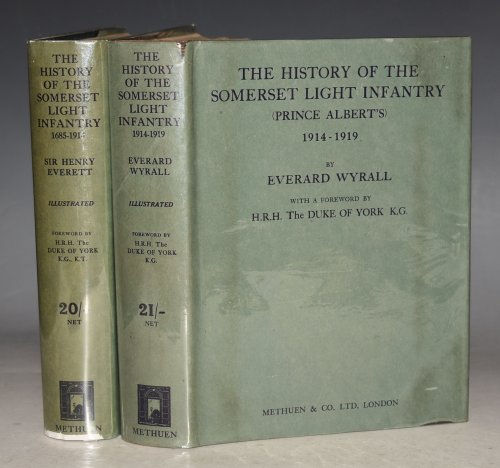 THE
HISTORY
OF THE
SOMERSET
LIGHT
INFANTRY
1685-1914
SIR HENRY
EVERETT
ILLUSTRATED
FOREWORD BY
H.R.H. The
DUKE OF YORK
K.G., K.T.
20/-
NET
METHUEN
THE
HISTORY
OF THE
SOMERSET
LIGHT
INFANTRY
1914-1919
EVERARD
WYRALL
ILLUSTRATED
FOREWORD BY
H.R.H. The
DUKE OF YORK
K.G.
21/-
NET
METHUEN
THE HISTORY OF THE
SOMERSET LIGHT INFANTRY
(PRINCE ALBERT'S)
1914-1919
BY
EVERARD WYRALL
WITH A FOREWORD BY
H.R.H. The DUKE OF YORK K.G.
METHUEN & CO. LTD, LONDON